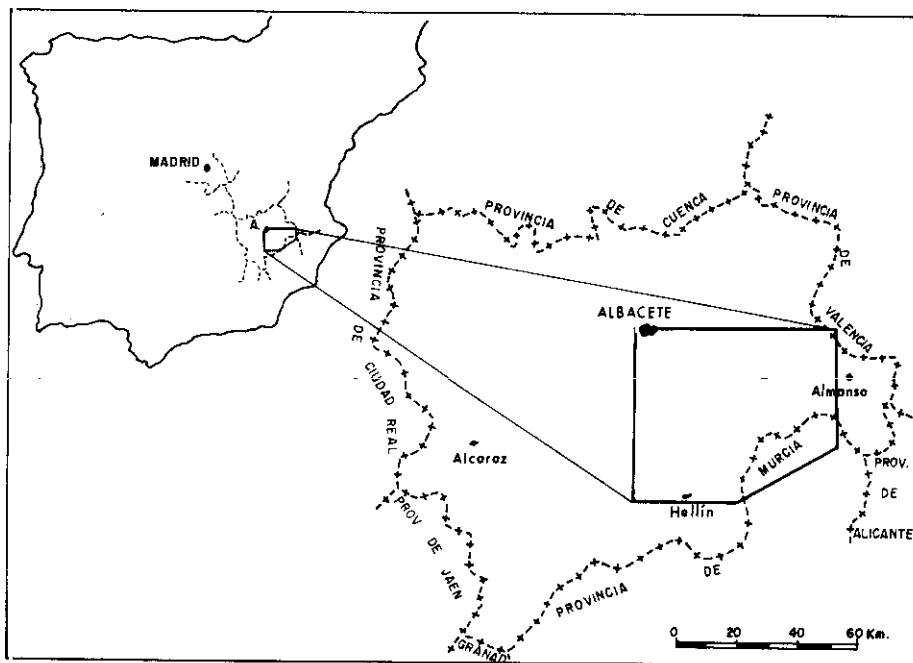 MADRID
A
PROVINCIA DE CUENCA
PROVINCIA DE VALENCIA
PROVINCIA DE CIUDAD REAL
ALBACETE
Almansa
Alcaraz
MURCIA
Hellín
PROV. DE ALICANTE
PROV DE JAEN
PROVINCIA DE
GRANAD
0 20 40 60 Km.